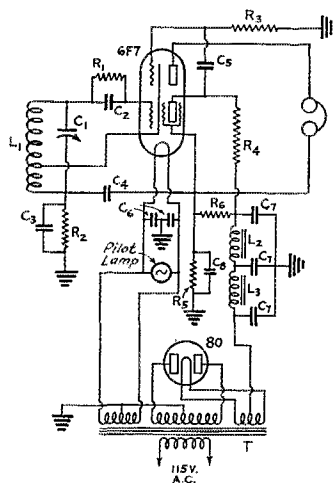 R3
6F7
R1
C5
C2
C1
L1
R4
C4
R6
C7
C6
C3
R2
L2
Pilot
Lamp
C8
C7
L3
R5
C7
80
T
115V.
A.C.